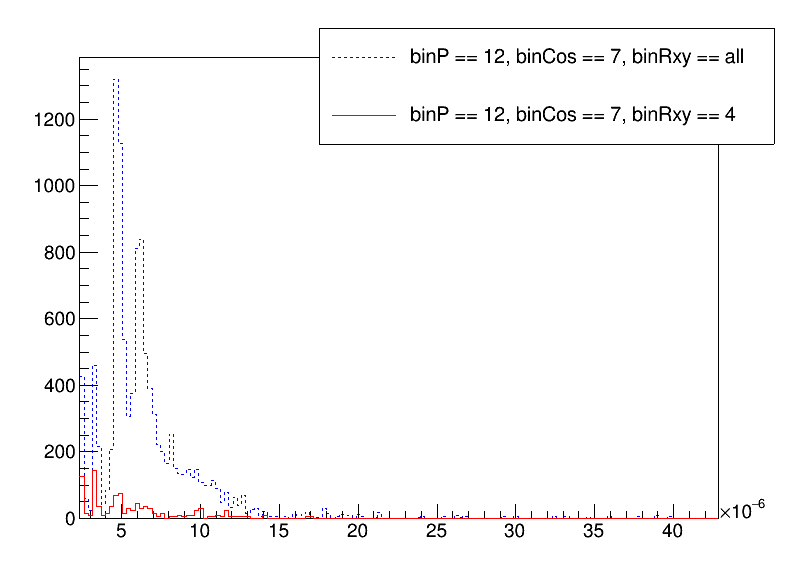 binP == 12, binCos == 7, binRxy == all
binP == 12, binCos == 7, binRxy == 4
1200
1000
800
600
400
200
0
5 10 15 20 25 30 35 40
×10⁻⁶